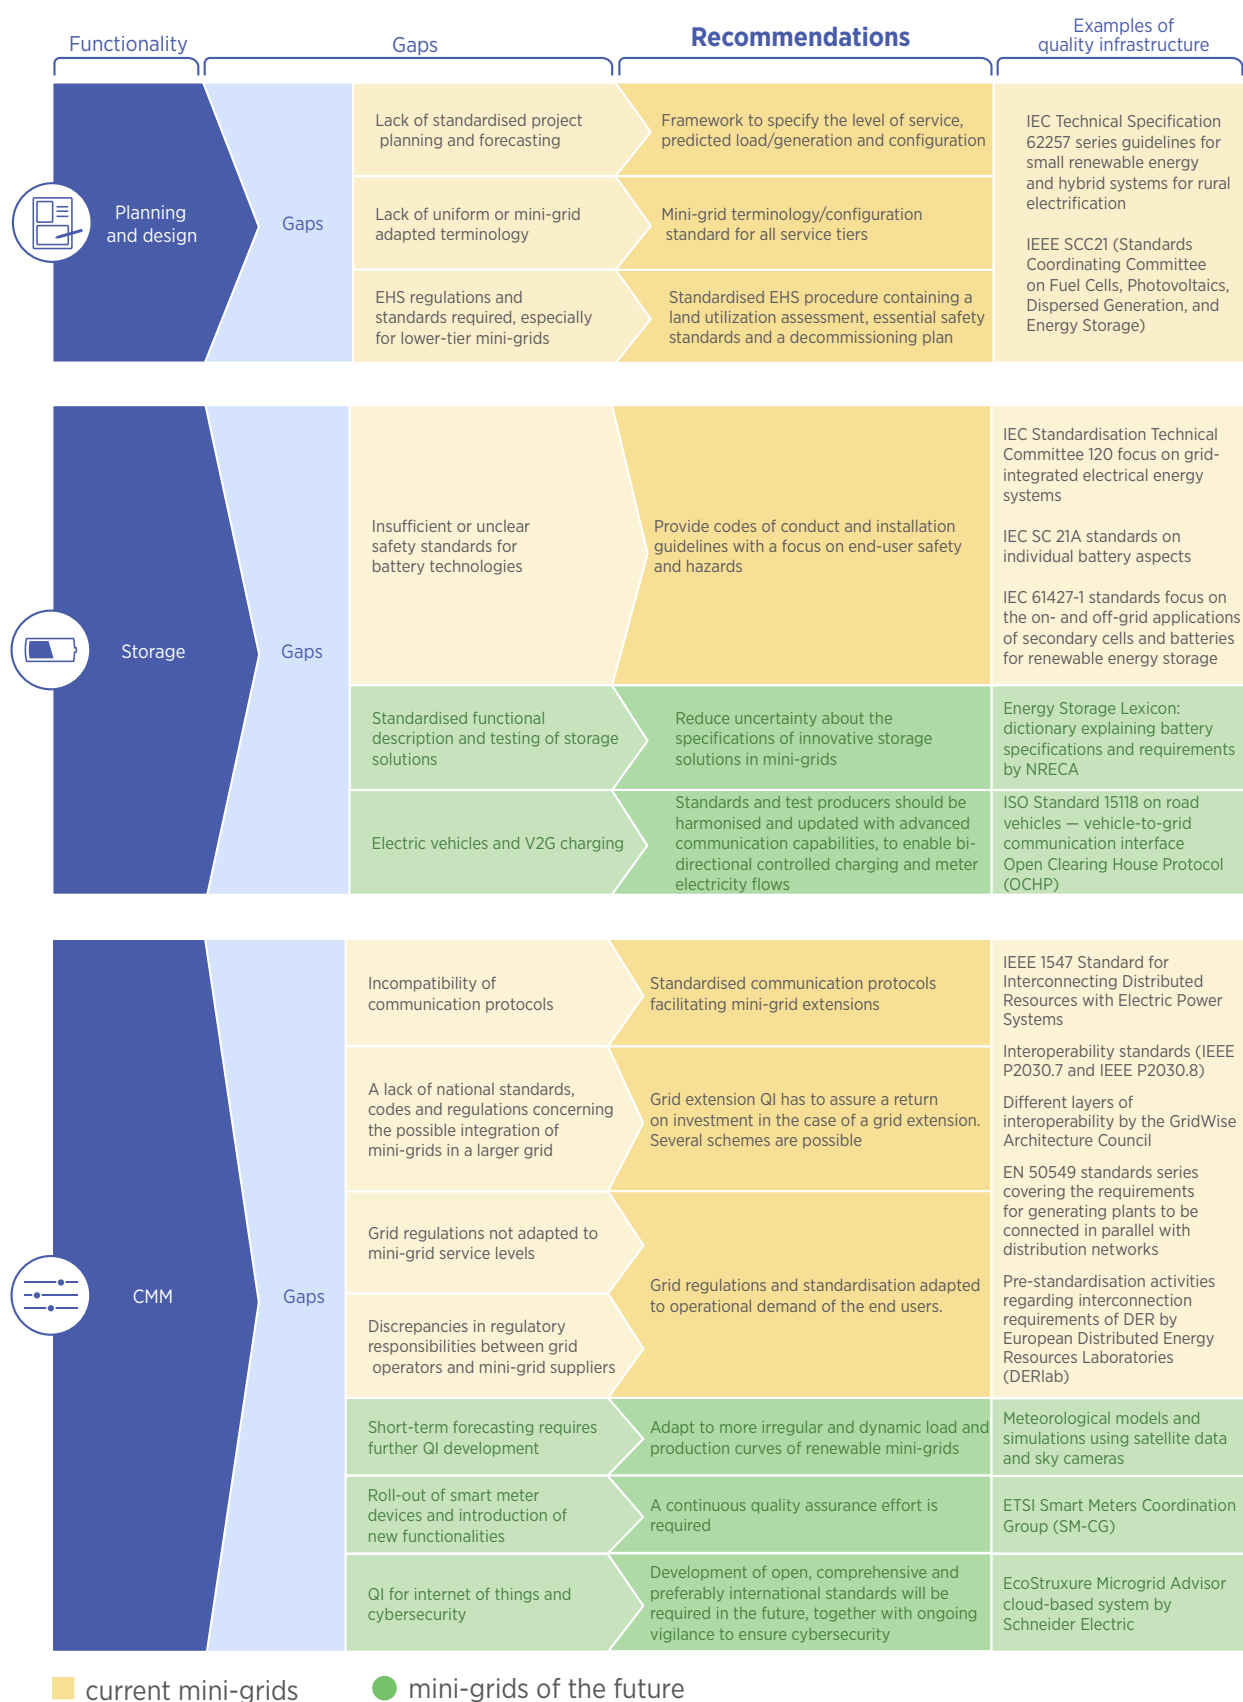 Functionality
Gaps
Recommendations
Examples of
quality infrastructure
Planning
and design
Gaps
Lack of standardised project
planning and forecasting
Framework to specify the level of service,
predicted load/generation and configuration
Lack of uniform or mini-grid
adapted terminology
Mini-grid terminology/configuration
standard for all service tiers
EHS regulations and
standards required, especially
for lower-tier mini-grids
Standardised EHS procedure containing a
land utilization assessment, essential safety
standards and a decommissioning plan
IEC Technical Specification
62257 series guidelines for
small renewable energy
and hybrid systems for rural
electrification
IEEE SCC21 (Standards
Coordinating Committee
on Fuel Cells, Photovoltaics,
Dispersed Generation, and
Energy Storage)
Storage
Gaps
Insufficient or unclear
safety standards for
battery technologies
Provide codes of conduct and installation
guidelines with a focus on end-user safety
and hazards
IEC Standardisation Technical
Committee 120 focus on grid-
integrated electrical energy
systems
IEC SC 21A standards on
individual battery aspects
IEC 61427-1 standards focus on
the on- and off-grid applications
of secondary cells and batteries
for renewable energy storage
Standardised functional
description and testing of storage
solutions
Reduce uncertainty about the
specifications of innovative storage
solutions in mini-grids
Energy Storage Lexicon:
dictionary explaining battery
specifications and requirements
by NRECA
Electric vehicles and V2G charging
Standards and test producers should be
harmonised and updated with advanced
communication capabilities, to enable bi-
directional controlled charging and meter
electricity flows
ISO Standard 15118 on road
vehicles — vehicle-to-grid
communication interface
Open Clearing House Protocol
(OCHP)
CMM
Gaps
Incompatibility of
communication protocols
Standardised communication protocols
facilitating mini-grid extensions
A lack of national standards,
codes and regulations concerning
the possible integration of
mini-grids in a larger grid
Grid extension QI has to assure a return
on investment in the case of a grid extension.
Several schemes are possible
Grid regulations not adapted to
mini-grid service levels
Discrepancies in regulatory
responsibilities between grid
operators and mini-grid suppliers
Grid regulations and standardisation adapted
to operational demand of the end users.
IEEE 1547 Standard for
Interconnecting Distributed
Resources with Electric Power
Systems
Interoperability standards (IEEE
P2030.7 and IEEE P2030.8)
Different layers of
interoperability by the GridWise
Architecture Council
EN 50549 standards series
covering the requirements
for generating plants to be
connected in parallel with
distribution networks
Pre-standardisation activities
regarding interconnection
requirements of DER by
European Distributed Energy
Resources Laboratories
(DERlab)
Short-term forecasting requires
further QI development
Adapt to more irregular and dynamic load and
production curves of renewable mini-grids
Meteorological models and
simulations using satellite data
and sky cameras
Roll-out of smart meter
devices and introduction of
new functionalities
A continuous quality assurance effort is
required
ETSI Smart Meters Coordination
Group (SM-CG)
QI for internet of things and
cybersecurity
Development of open, comprehensive and
preferably international standards will be
required in the future, together with ongoing
vigilance to ensure cybersecurity
EcoStruxure Microgrid Advisor
cloud-based system by
Schneider Electric
current mini-grids
mini-grids of the future